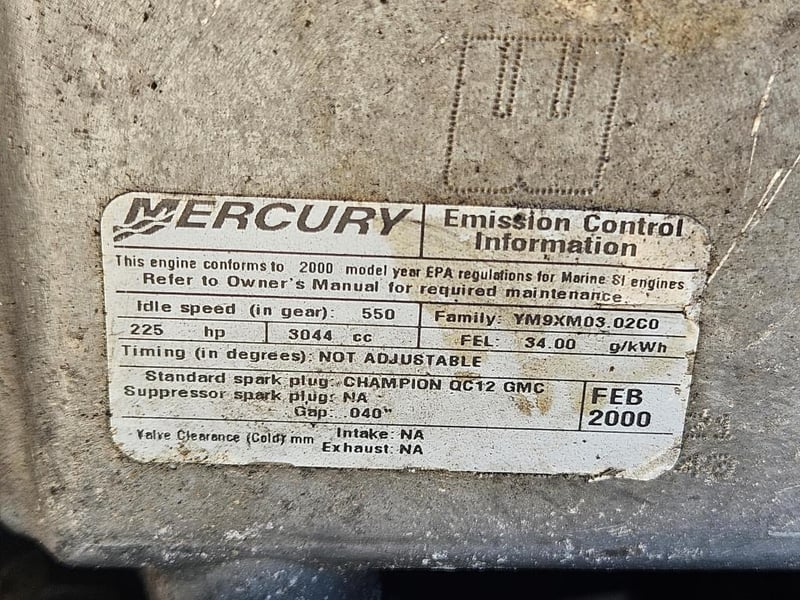 MERCURY
Emission Control
Information
This engine conforms to 2000 model year EPA regulations for Marine SI engines
Refer to Owner's Manual for required maintenance.
Idle speed (in gear): 550
Family: YM9XM03.02C0
225 hp 3044 cc
FEL: 34.00 g/kWh
Timing (in degrees): NOT ADJUSTABLE
Standard spark plug: CHAMPION QC12 GMC
Suppressor spark plug: NA
Gap: .040"
FEB
2000
Valve Clearance (Cold) mm Intake: NA
Exhaust: NA